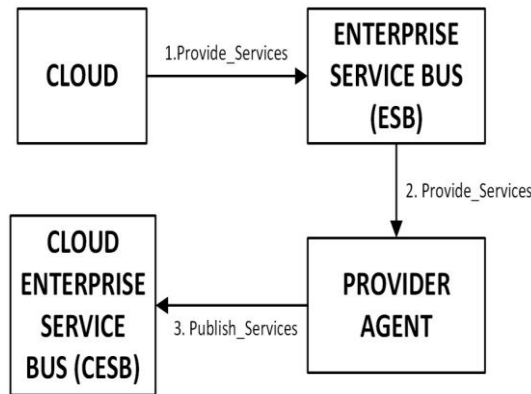 CLOUD
1.Provide_Services
ENTERPRISE
SERVICE BUS
(ESB)
2. Provide_Services
CLOUD
ENTERPRISE
SERVICE
BUS (CESB)
3. Publish_Services
PROVIDER
AGENT